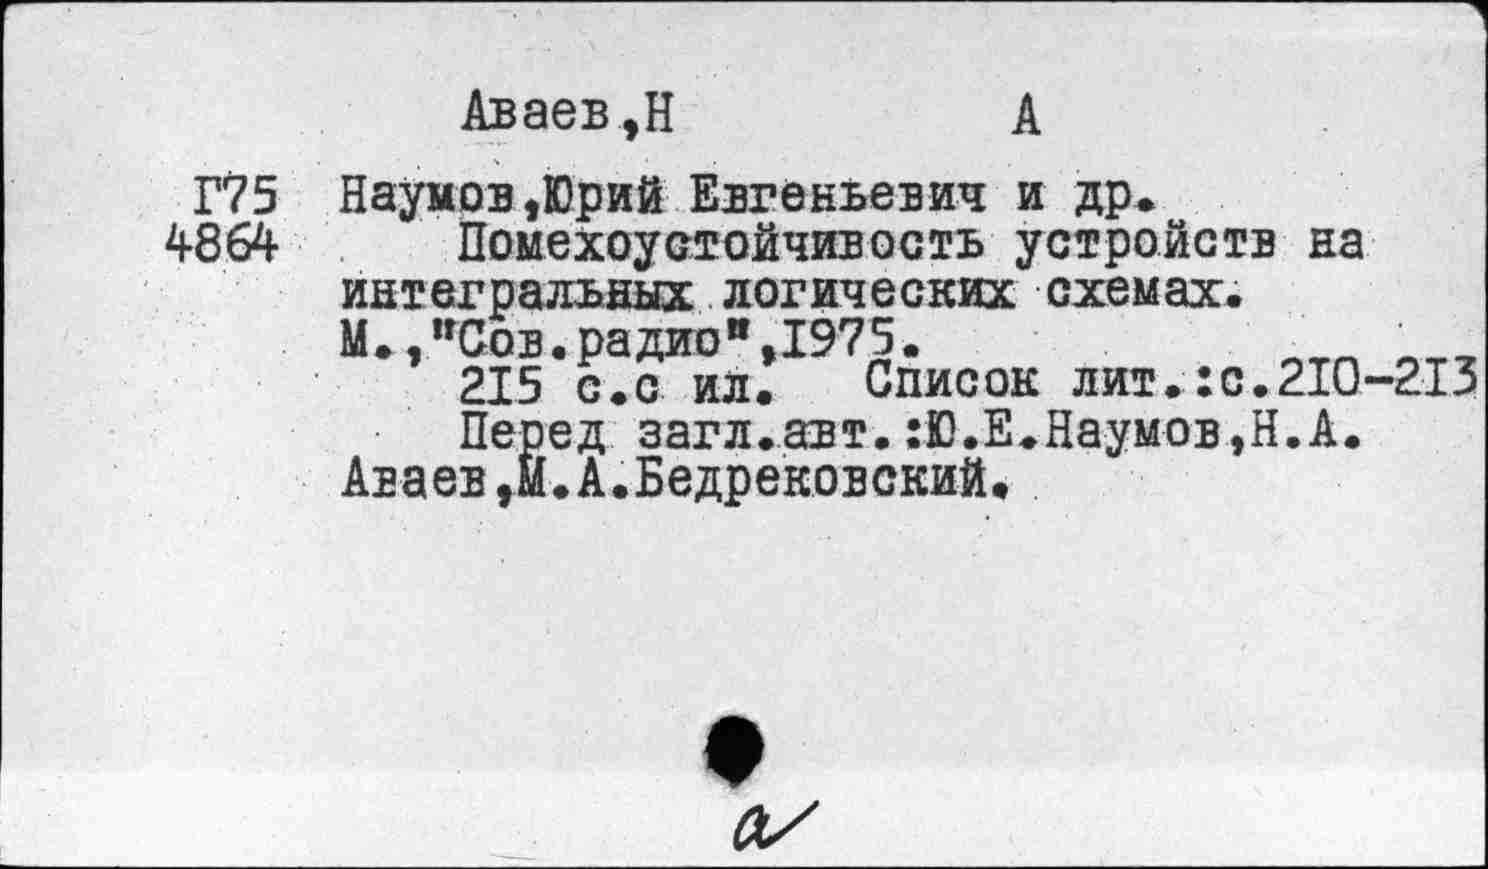 Аваев,Н А
Г75 Наумов,Юрий Евгеньевич и др.
4864 Помехоустойчивость устройств на
интегральных логических схемах.
М.,"Сов.радио",1975.
215 с.с ил. Список лит.:с.210-213
Перед загл.авт.:Ю.Е.Наумов,Н.А.
Аваев,М.А.Бедрековский.
а